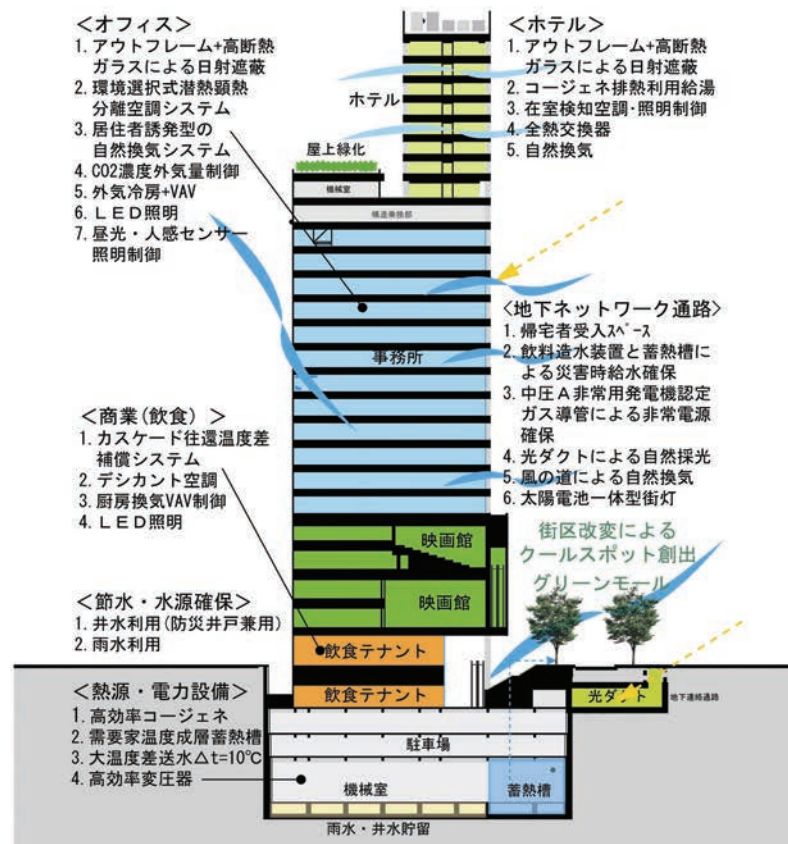 <オフィス>
1. アウトフレーム+高断熱
ガラスによる日射遮蔽
2. 環境選択式潜熱顕熱
分離空調システム
3. 居住者誘発型の
自然換気システム
4. CO2濃度外気量制御
5. 外気冷房+VAV
6. ＬＥＤ照明
7. 昼光・人感センサー
照明制御
<ホテル>
1. アウトフレーム+高断熱
ガラスによる日射遮蔽
2. コージェネ排熱利用給湯
3. 在室検知空調・照明制御
4. 全熱交換器
5. 自然換気
ホテル
屋上緑化
機械室
構造乗換部
事務所
<地下ネットワーク通路>
1. 帰宅者受入ｽﾍﾟｰｽ
2. 飲料造水装置と蓄熱槽に
よる災害時給水確保
3. 中圧Ａ非常用発電機認定
ガス導管による非常電源
確保
4. 光ダクトによる自然採光
5. 風の道による自然換気
6. 太陽電池一体型街灯
<商業(飲食) >
1. カスケード往還温度差
補償システム
2. デシカント空調
3. 厨房換気VAV制御
4. ＬＥＤ照明
映画館
映画館
街区改変による
クールスポット創出
グリーンモール
<節水・水源確保>
1. 井水利用(防災井戸兼用)
2. 雨水利用
飲食テナント
飲食テナント
光ダクト
地下連絡通路
<熱源・電力設備>
1. 高効率コージェネ
2. 需要家温度成層蓄熱槽
3. 大温度差送水△t=10℃
4. 高効率変圧器
駐車場
機械室
蓄熱槽
雨水・井水貯留